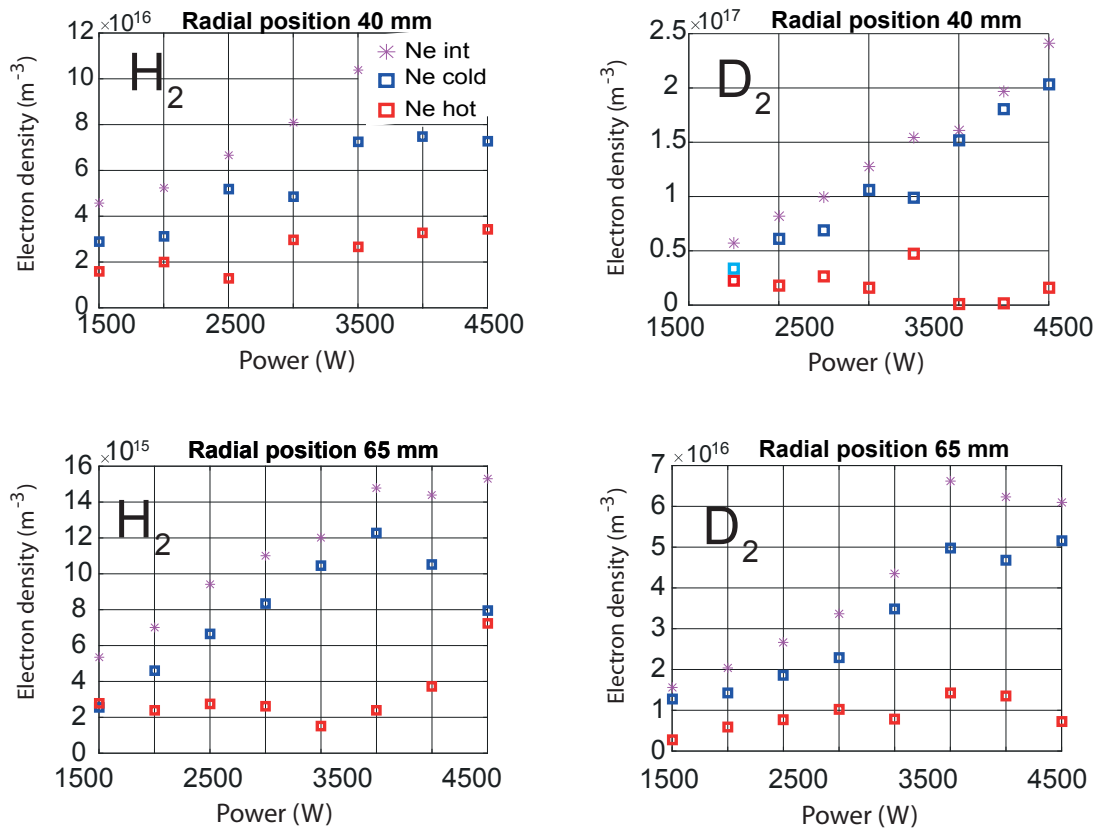 Radial position 40 mm
×10^16
H_2
Ne int
Ne cold
Ne hot
Electron density (m^−3)
12
10
8
6
4
2
0
1500
2500
3500
4500
Power (W)
Radial position 40 mm
×10^17
D_2
Electron density (m^−3)
2.5
2
1.5
1
0.5
0
1500
2500
3500
4500
Power (W)
Radial position 65 mm
×10^15
H_2
Electron density (m^−3)
16
14
12
10
8
6
4
2
0
1500
2500
3500
4500
Power (W)
Radial position 65 mm
×10^16
D_2
Electron density (m^−3)
7
6
5
4
3
2
1
0
1500
2500
3500
4500
Power (W)